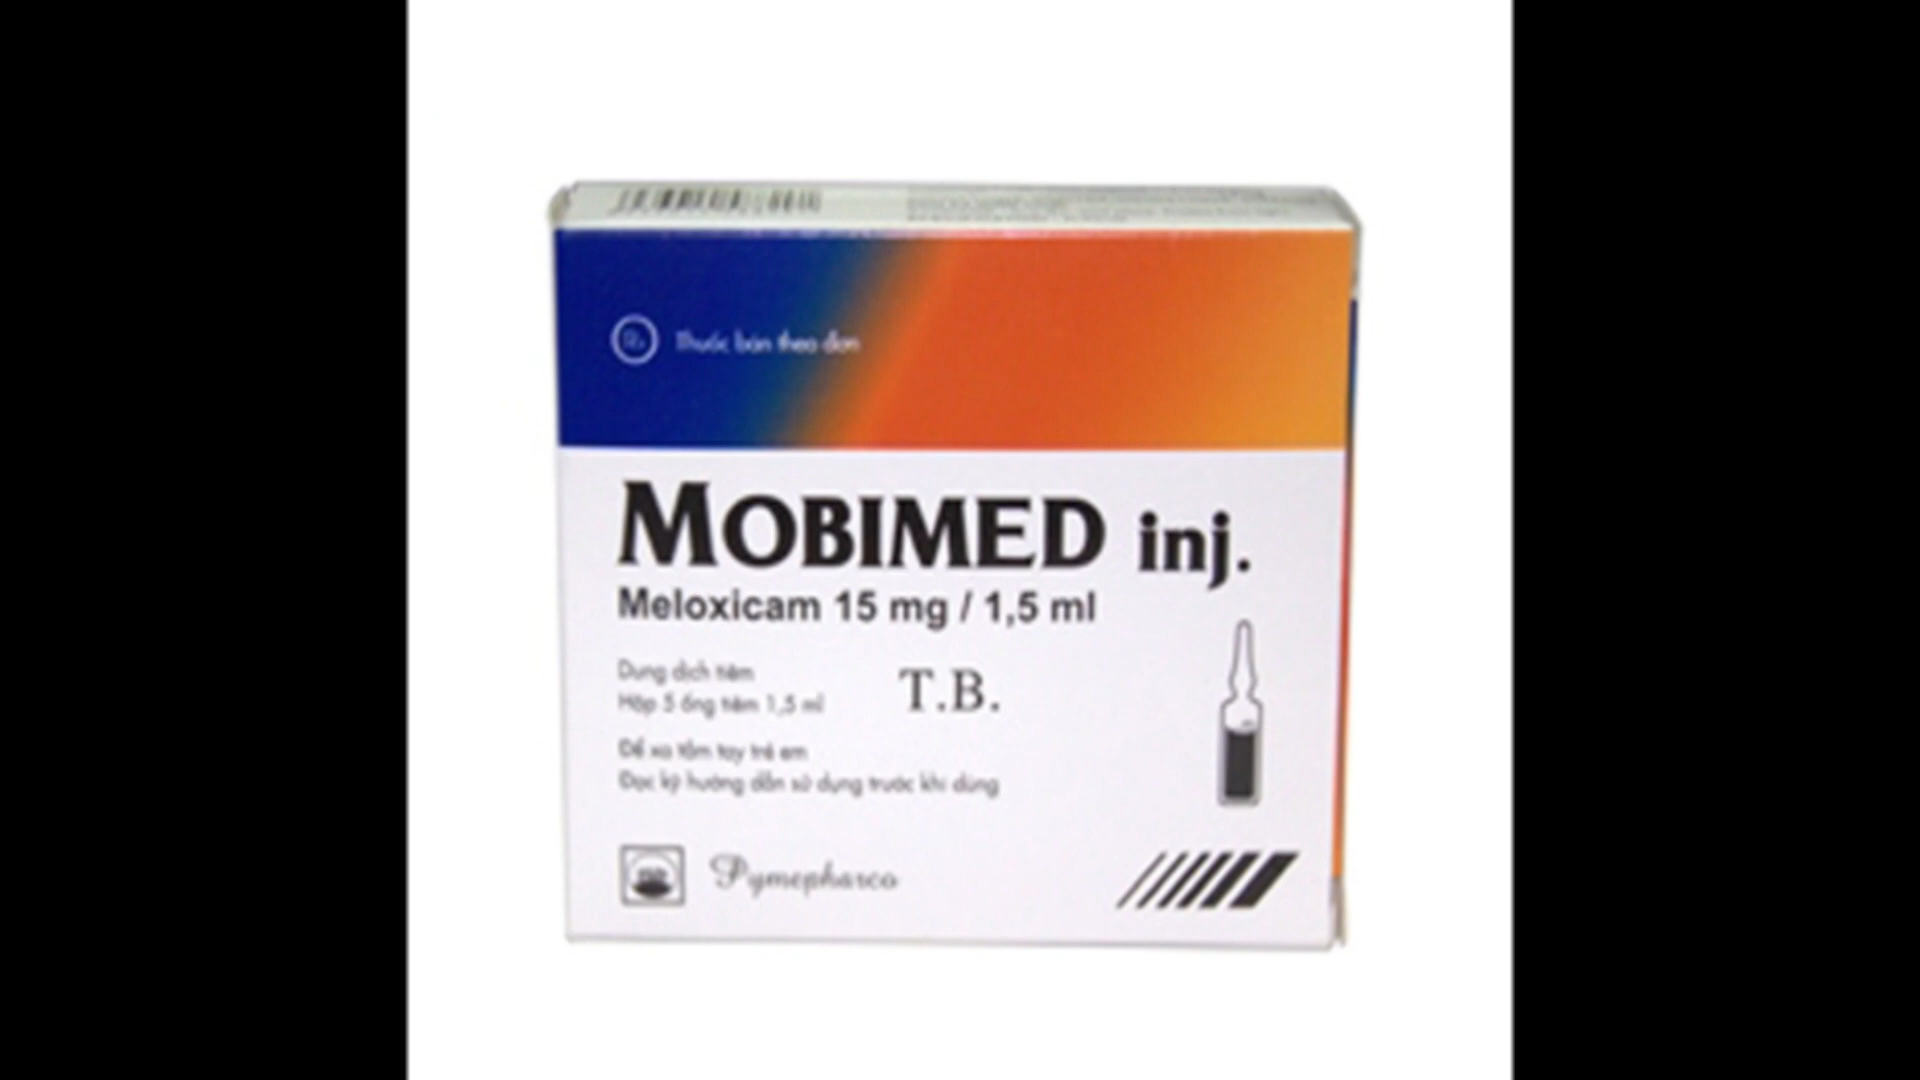 Rx Thuốc bán theo đơn
MOBIMED inj.
Meloxicam 15 mg / 1,5 ml
Dung dịch tiêm
Hộp 5 ống tiêm 1,5 ml
T.B.
Để xa tầm tay trẻ em
Đọc kỹ hướng dẫn sử dụng trước khi dùng
Pymepharco